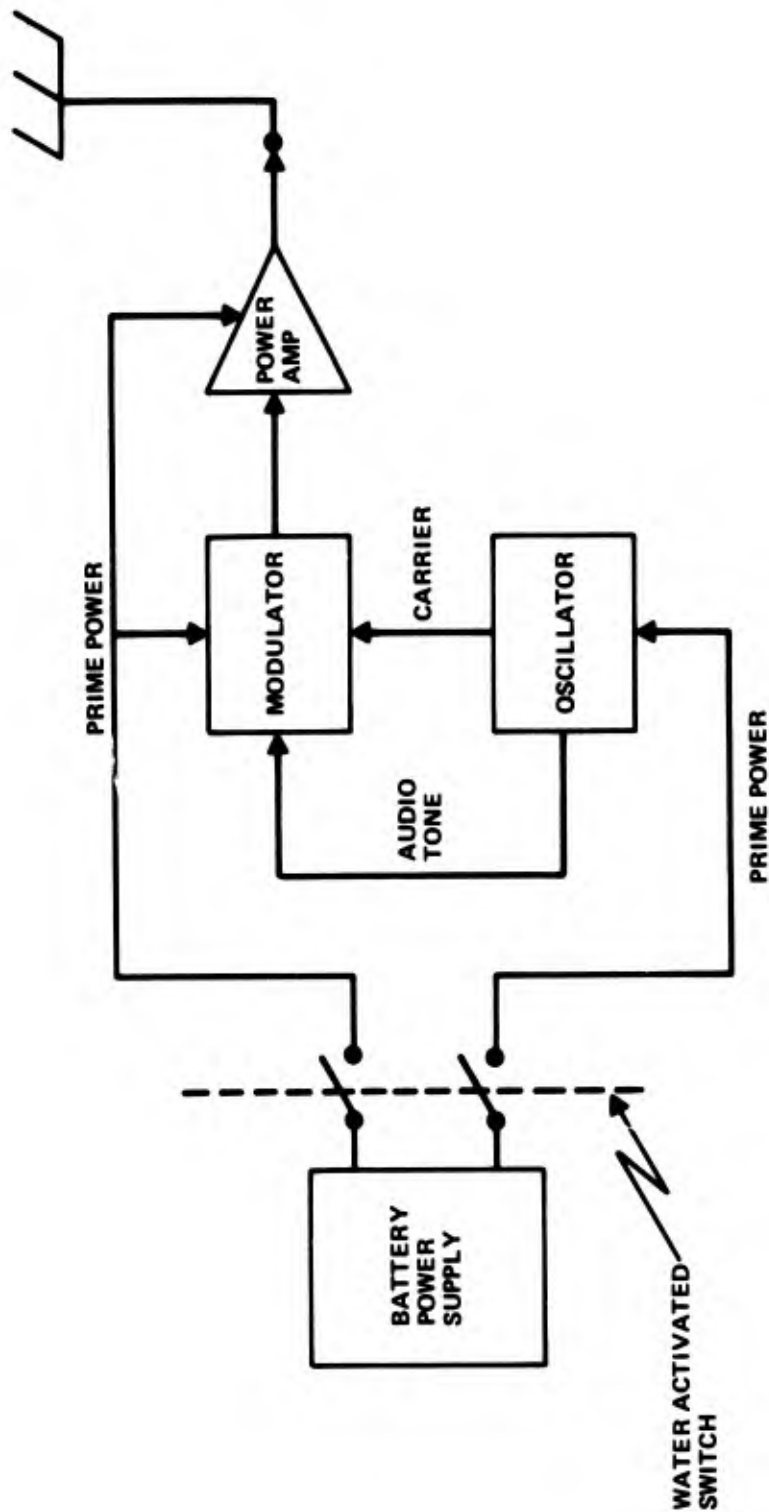 PRIME POWER
POWER
AMP
MODULATOR
CARRIER
AUDIO
TONE
OSCILLATOR
PRIME POWER
BATTERY
POWER
SUPPLY
WATER ACTIVATED
SWITCH